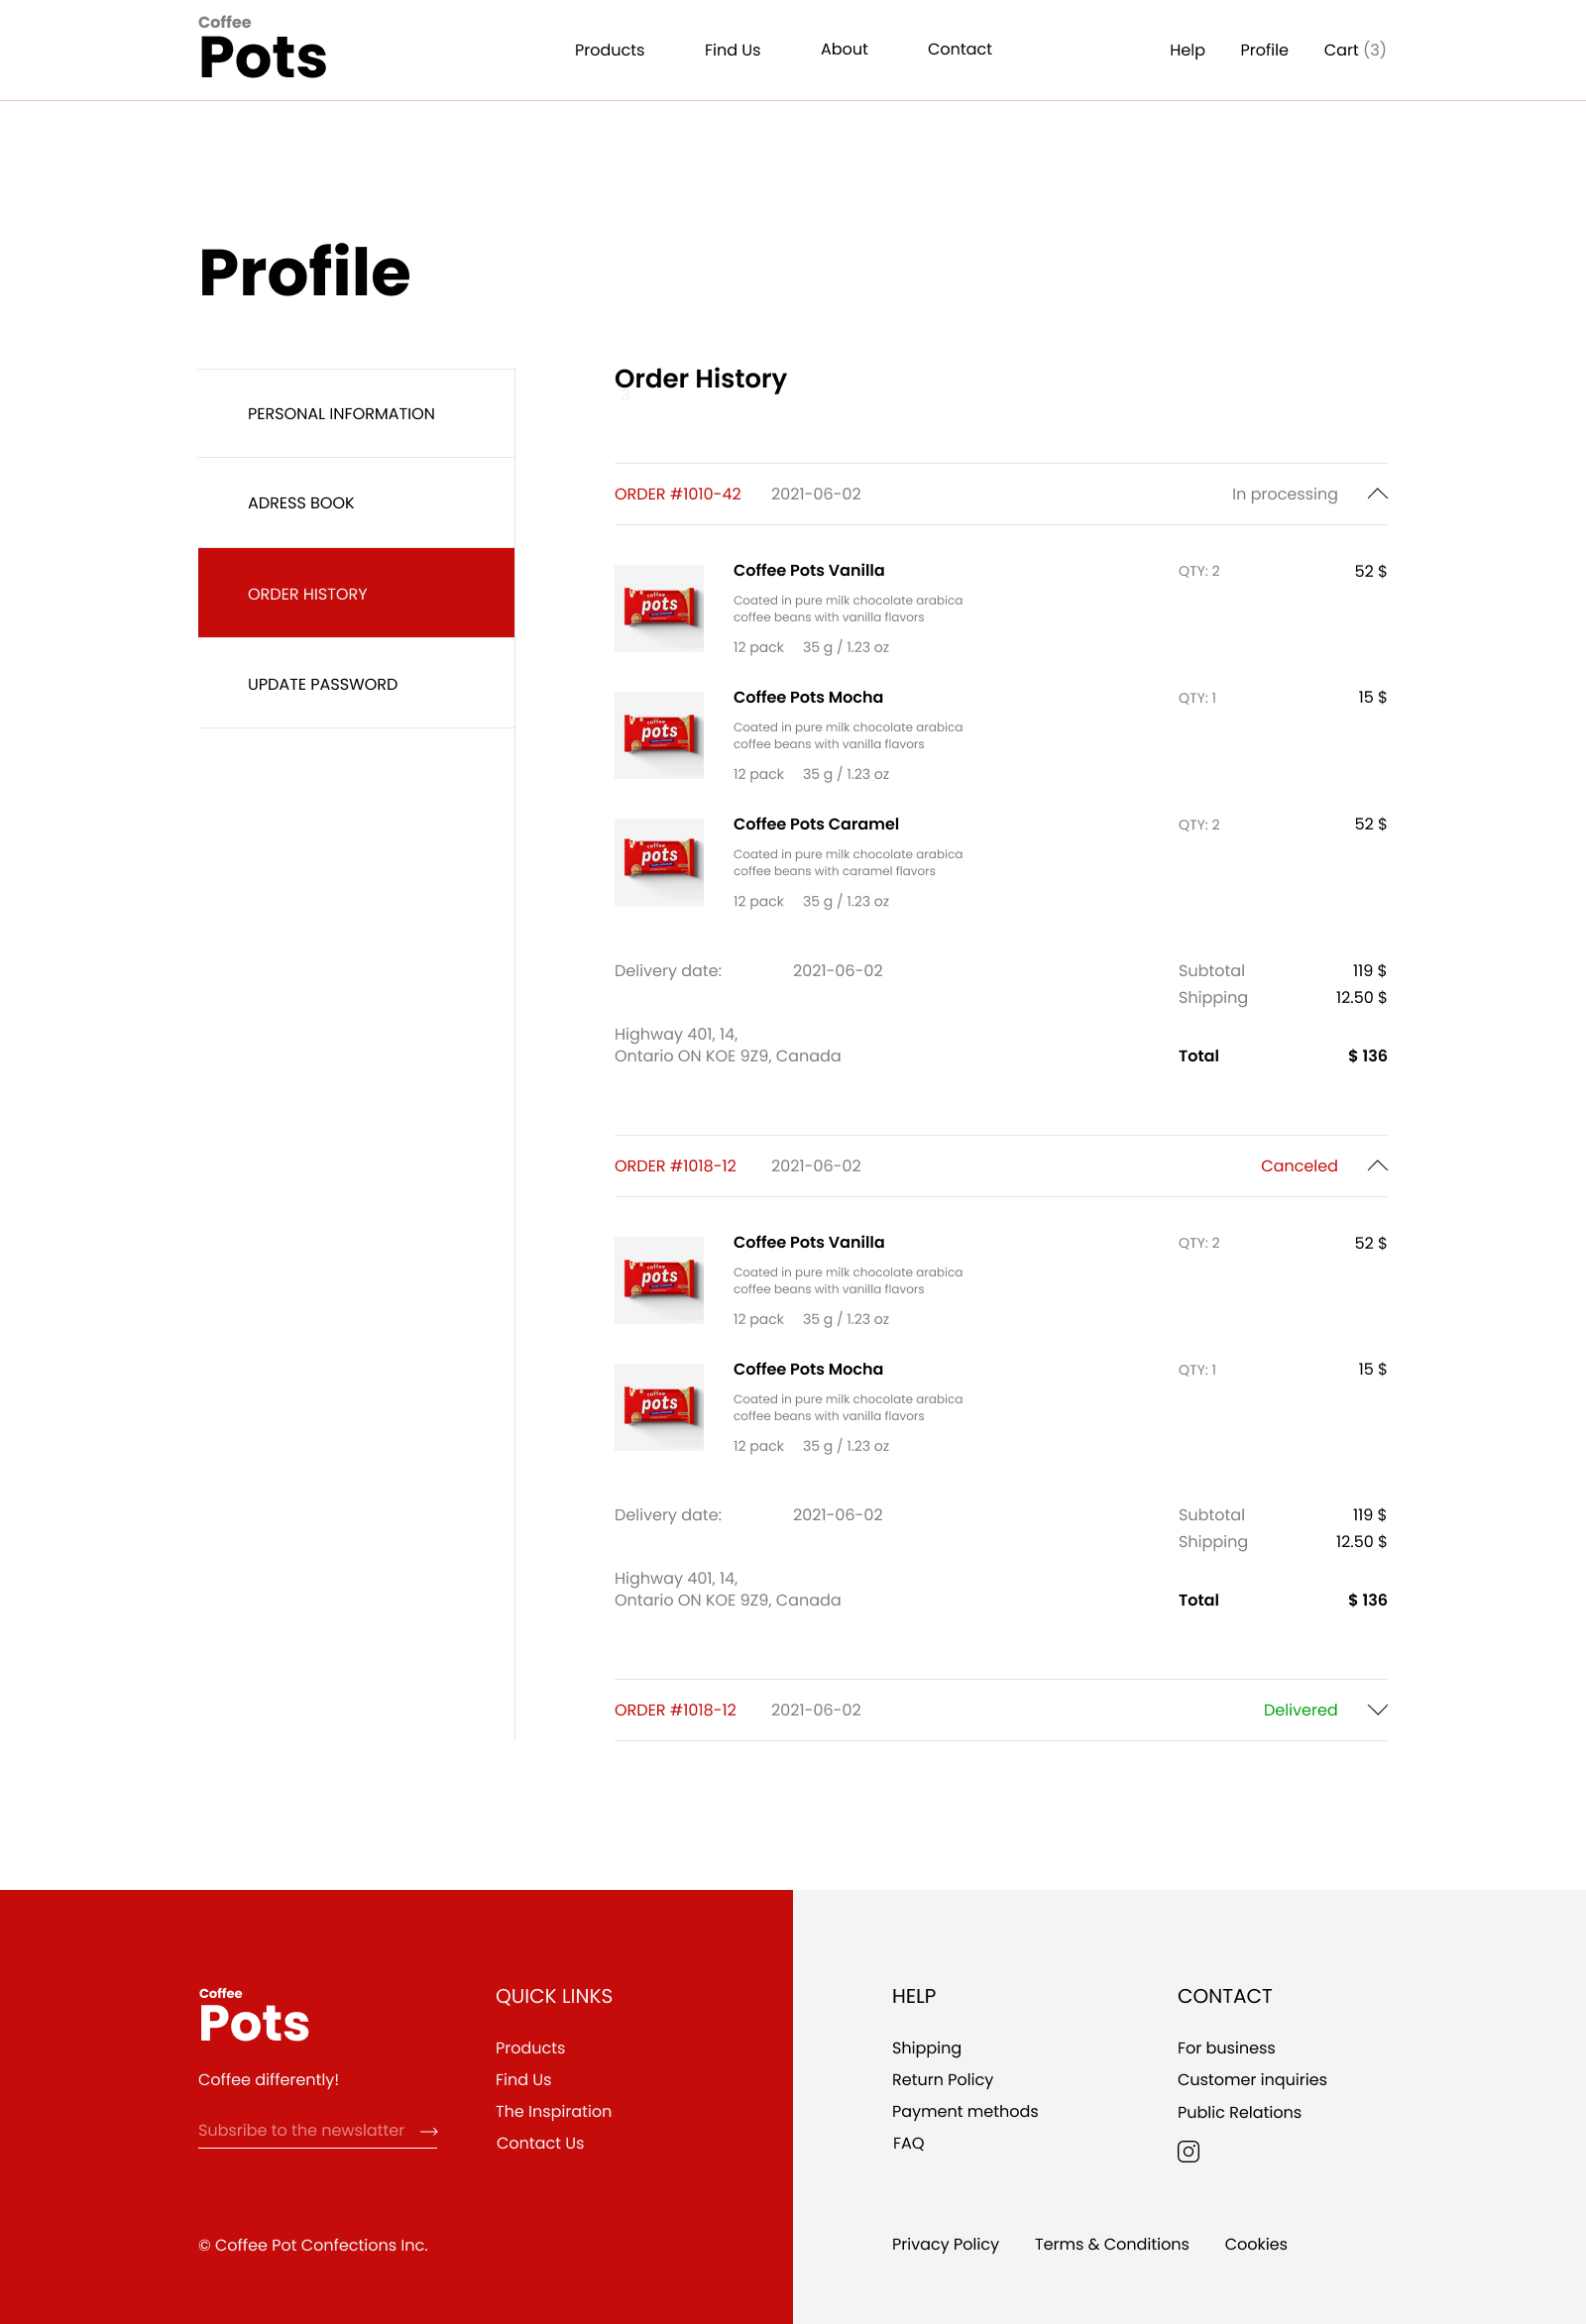 Coffee
Pots
Products Find Us About Contact Help Profile Cart (3)
Profile
PERSONAL INFORMATION
ADRESS BOOK
ORDER HISTORY
UPDATE PASSWORD
Order History
3
ORDER #1010-42 2021-06-02 In processing
coffee
pots
Coffee Pots Vanilla QTY: 2 52 $
Coated in pure milk chocolate arabica
coffee beans with vanilla flavors
12 pack 35 g / 1.23 oz
coffee
pots
Coffee Pots Mocha QTY: 1 15 $
Coated in pure milk chocolate arabica
coffee beans with vanilla flavors
12 pack 35 g / 1.23 oz
coffee
pots
Coffee Pots Caramel QTY: 2 52 $
Coated in pure milk chocolate arabica
coffee beans with caramel flavors
12 pack 35 g / 1.23 oz
Delivery date: 2021-06-02 Subtotal 119 $
Shipping 12.50 $
Highway 401, 14,
Ontario ON KOE 9Z9, Canada Total $ 136
ORDER #1018-12 2021-06-02 Canceled
coffee
pots
Coffee Pots Vanilla QTY: 2 52 $
Coated in pure milk chocolate arabica
coffee beans with vanilla flavors
12 pack 35 g / 1.23 oz
coffee
pots
Coffee Pots Mocha QTY: 1 15 $
Coated in pure milk chocolate arabica
coffee beans with vanilla flavors
12 pack 35 g / 1.23 oz
Delivery date: 2021-06-02 Subtotal 119 $
Shipping 12.50 $
Highway 401, 14,
Ontario ON KOE 9Z9, Canada Total $ 136
ORDER #1018-12 2021-06-02 Delivered
Coffee
Pots
Coffee differently!
Subsribe to the newslatter
QUICK LINKS
Products
Find Us
The Inspiration
Contact Us
HELP
Shipping
Return Policy
Payment methods
FAQ
CONTACT
For business
Customer inquiries
Public Relations
© Coffee Pot Confections Inc.
Privacy Policy Terms & Conditions Cookies